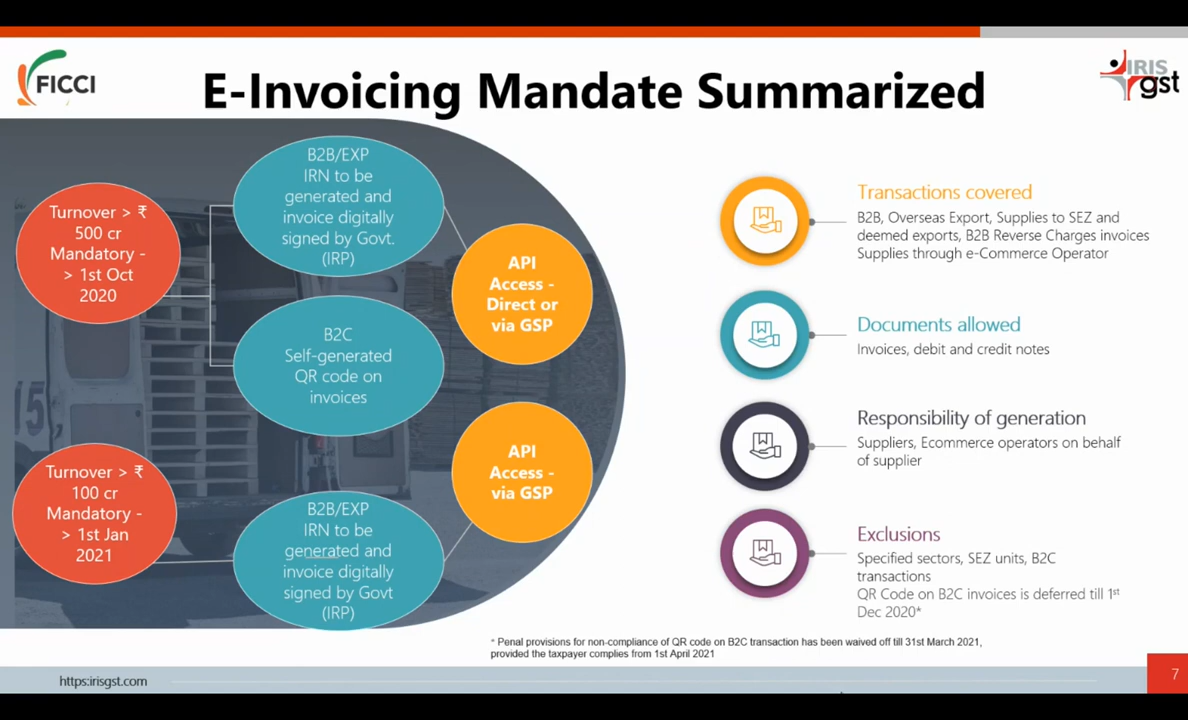 FICCI
E-Invoicing Mandate Summarized
IRIS
gst
Turnover > ₹
500 cr
Mandatory -
> 1st Oct
2020
B2B/EXP
IRN to be
generated and
invoice digitally
signed by Govt.
(IRP)
B2C
Self-generated
QR code on
invoices
API
Access -
Direct or
via GSP
Turnover > ₹
100 cr
Mandatory -
> 1st Jan
2021
B2B/EXP
IRN to be
generated and
invoice digitally
signed by Govt
(IRP)
API
Access -
via GSP
15,
Transactions covered
B2B, Overseas Export, Supplies to SEZ and
deemed exports, B2B Reverse Charges invoices
Supplies through e-Commerce Operator
Documents allowed
Invoices, debit and credit notes
Responsibility of generation
Suppliers, Ecommerce operators on behalf
of supplier
Exclusions
Specified sectors, SEZ units, B2C
transactions
QR Code on B2C invoices is deferred till 1st
Dec 2020*
* Penal provisions for non-compliance of QR code on B2C transaction has been waived off till 31st March 2021,
provided the taxpayer complies from 1st April 2021
https:irisgst.com
7